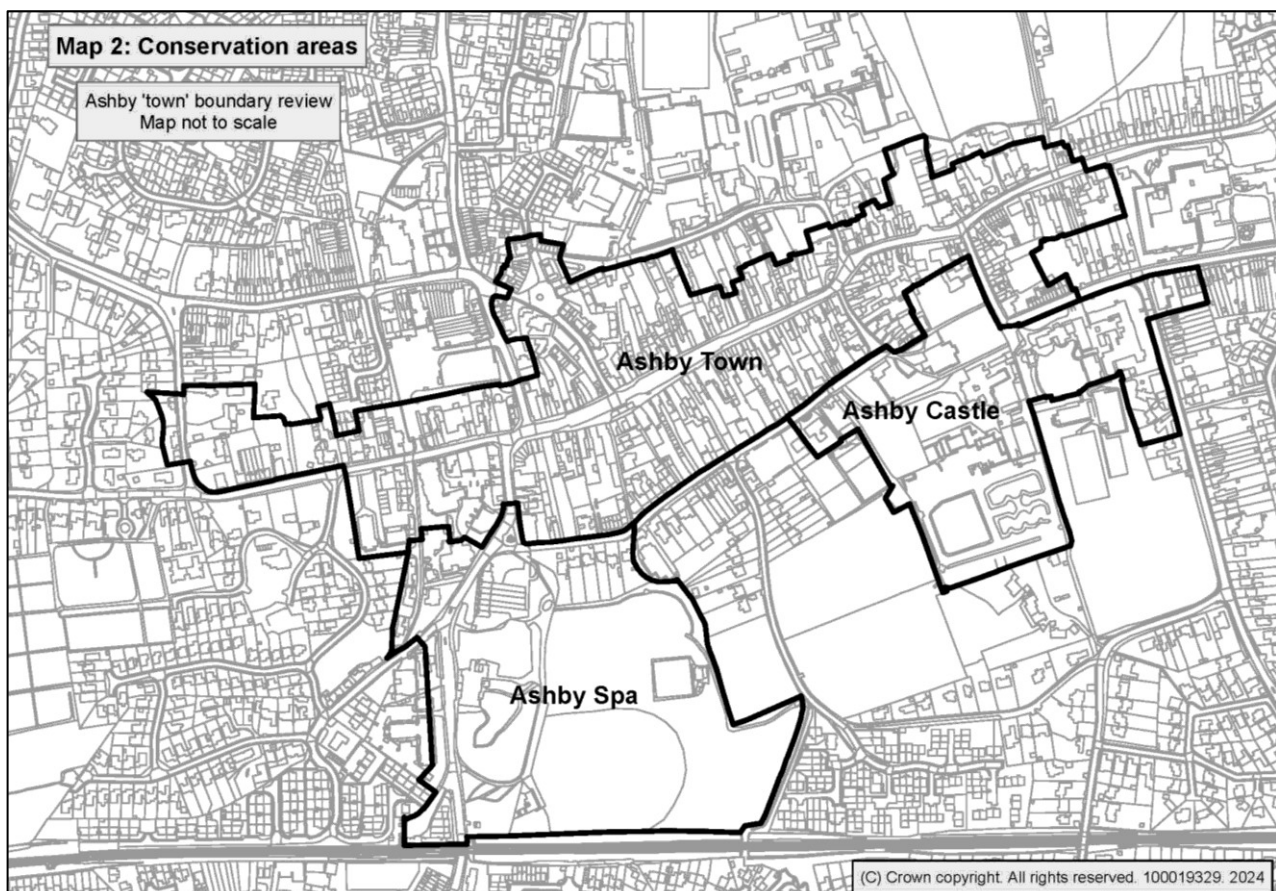 Map 2: Conservation areas
Ashby 'town' boundary review
Map not to scale
Ashby Town
Ashby Castle
Ashby Spa
(C) Crown copyright. All rights reserved. 100019329. 2024